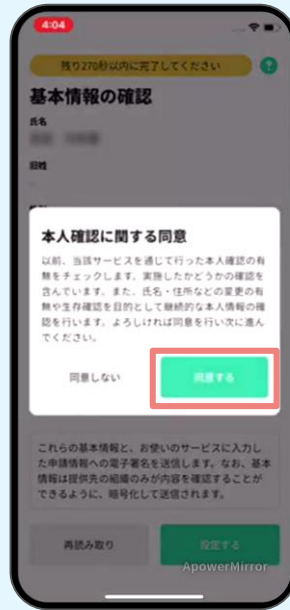 4:04
残り270秒以内に完了してください
?
基本情報の確認
氏名
旧姓
本人確認に関する同意
以前、当該サービスを通じて行った本人確認の有
無をチェックします。実施したかどうかの確認を
含んでいます。また、氏名・住所などの変更の有
無や生存確認を目的として継続的な本人情報の確
認を行います。よろしければ同意を行い次に進ん
でください。
同意しない
同意する
これらの基本情報と、お使いのサービスに入力し
た申請情報への電子署名を送信します。なお、基本
情報は提供先の組織のみが内容を確認することが
できるように、暗号化して送信されます。
再読み取り
設定する
ApowerMirror